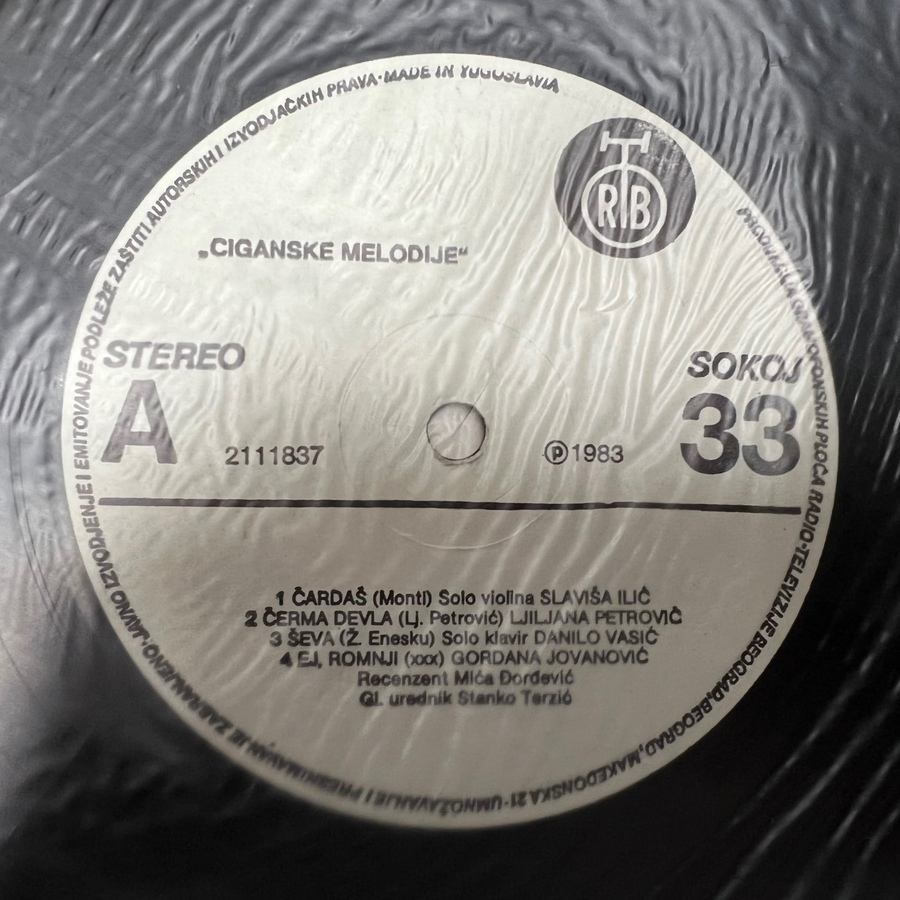 PROIZVODNJA GRAMOFONSKIH PLOČA RADIO-TELEVIZIJE BEOGRAD, BEOGRAD, MAKEDONSKA 21 · UMNOŽAVANJE I PRESNIMAVANJE ZABRANJENO · JAVNO IZVODJENJE I EMITOVANJE PODLEŽE ZAŠTITI AUTORSKIH I IZVODJAČKIH PRAVA · MADE IN YUGOSLAVIA
RTB
„CIGANSKE MELODIJE“
STEREO
SOKOJ
A
2111837
℗ 1983
33
1 ČARDAŠ (Monti) Solo violina SLAVIŠA ILIĆ
2 ČERMA DEVLA (Lj. Petrović) LJILJANA PETROVIĆ
3 ŠEVA (Ž. Enesku) Solo klavir DANILO VASIĆ
4 EJ, ROMNJI (xxx) GORDANA JOVANOVIĆ
Recenzent Mića Đorđević
Gl. urednik Stanko Terzić